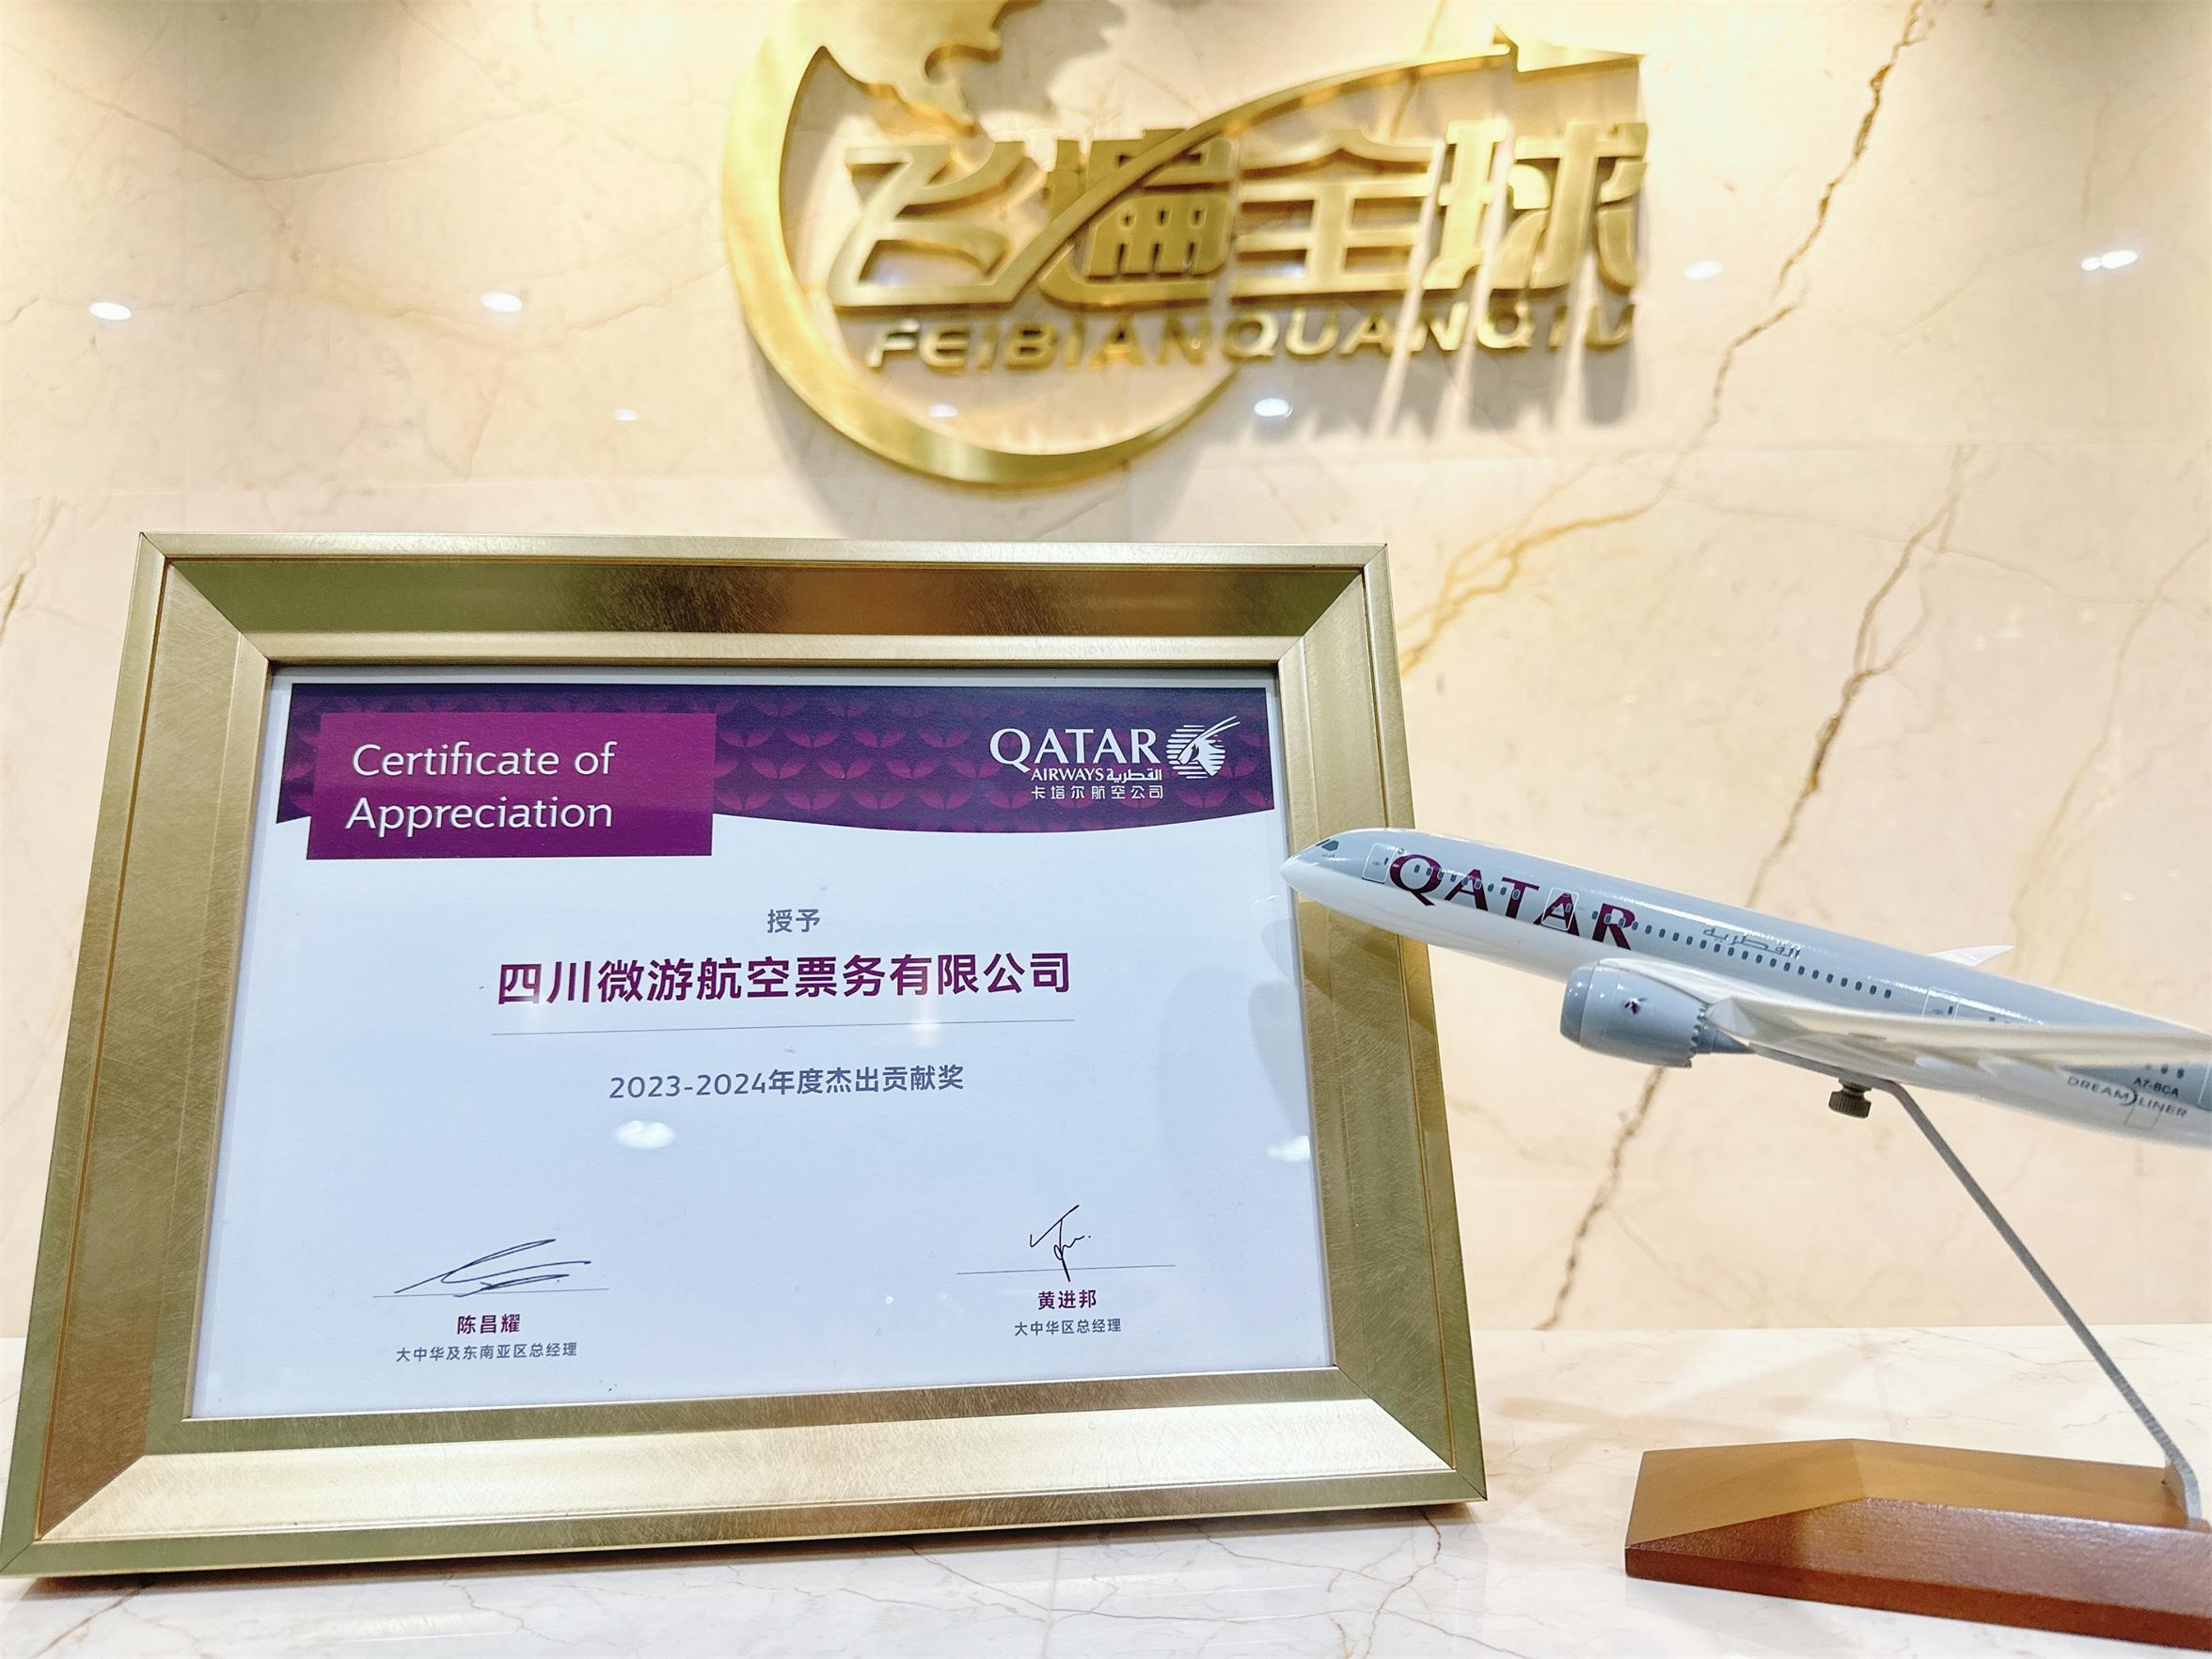 飞遍全球
FEIBIANQUANQIU
Certificate of
Appreciation
QATAR
AIRWAYS القطرية
卡塔尔航空公司
授予
四川微游航空票务有限公司
2023-2024年度杰出贡献奖
陈昌耀
大中华及东南亚区总经理
黄进邦
大中华区总经理
QATAR
القطرية
A7-BCA
DREAMLINER